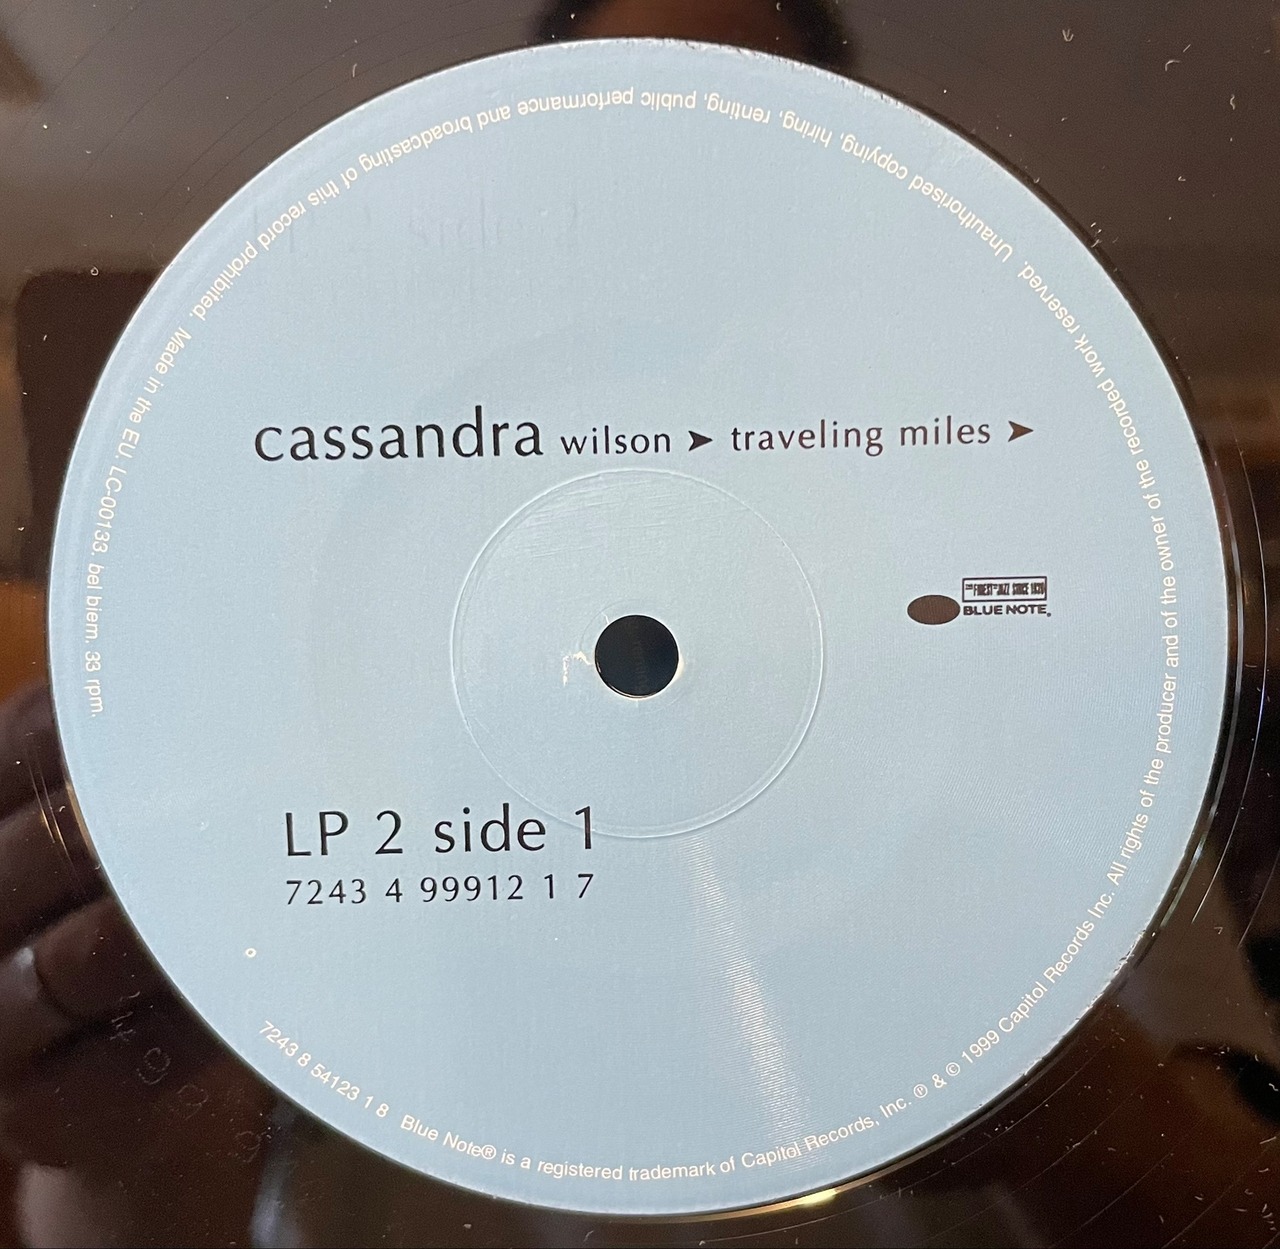 cassandra wilson ➤ traveling miles ➤
THE FINEST IN JAZZ SINCE 1939
BLUE NOTE®
LP 2 side 1
7243 4 99912 1 7
7243 8 54123 1 8 Blue Note® is a registered trademark of Capitol Records, Inc. ℗ & © 1999 Capitol Records Inc. All rights of the producer and of the owner of the recorded work reserved. Unauthorised copying, hiring, renting, public performance and broadcasting of this record prohibited. Made in the EU. LC-00133. bel biem. 33 rpm.